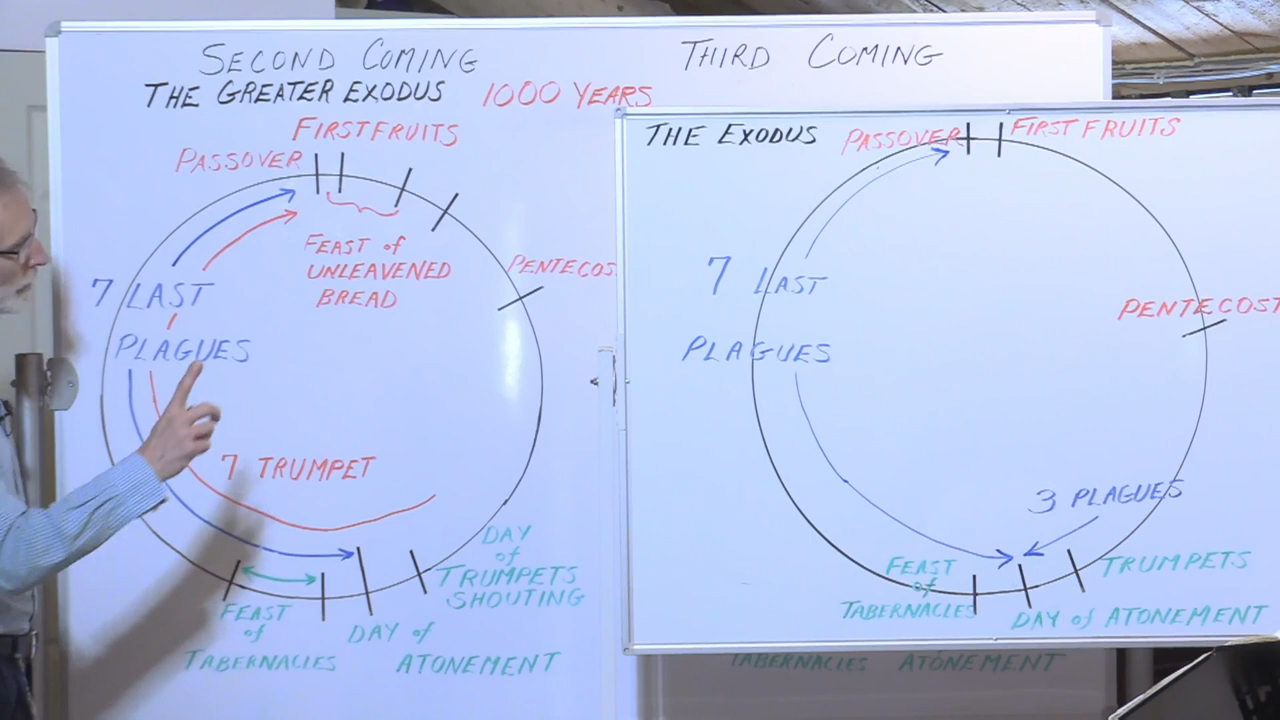 SECOND COMING
THE GREATER EXODUS 1000 YEARS
FIRSTFRUITS
PASSOVER
FEAST of
UNLEAVENED
BREAD
PENTECOS
7 LAST
PLAGUES
7 TRUMPET
DAY
of
TRUMPETS
SHOUTING
FEAST
of
TABERNACLES
DAY of
ATONEMENT
THIRD COMING
THE EXODUS
PASSOVER
FIRST FRUITS
7 LAST
PLAGUES
PENTECOST
3 PLAGUES
TRUMPETS
FEAST
of
TABERNACLES
DAY of ATONEMENT
TABERNACLES ATONEMENT